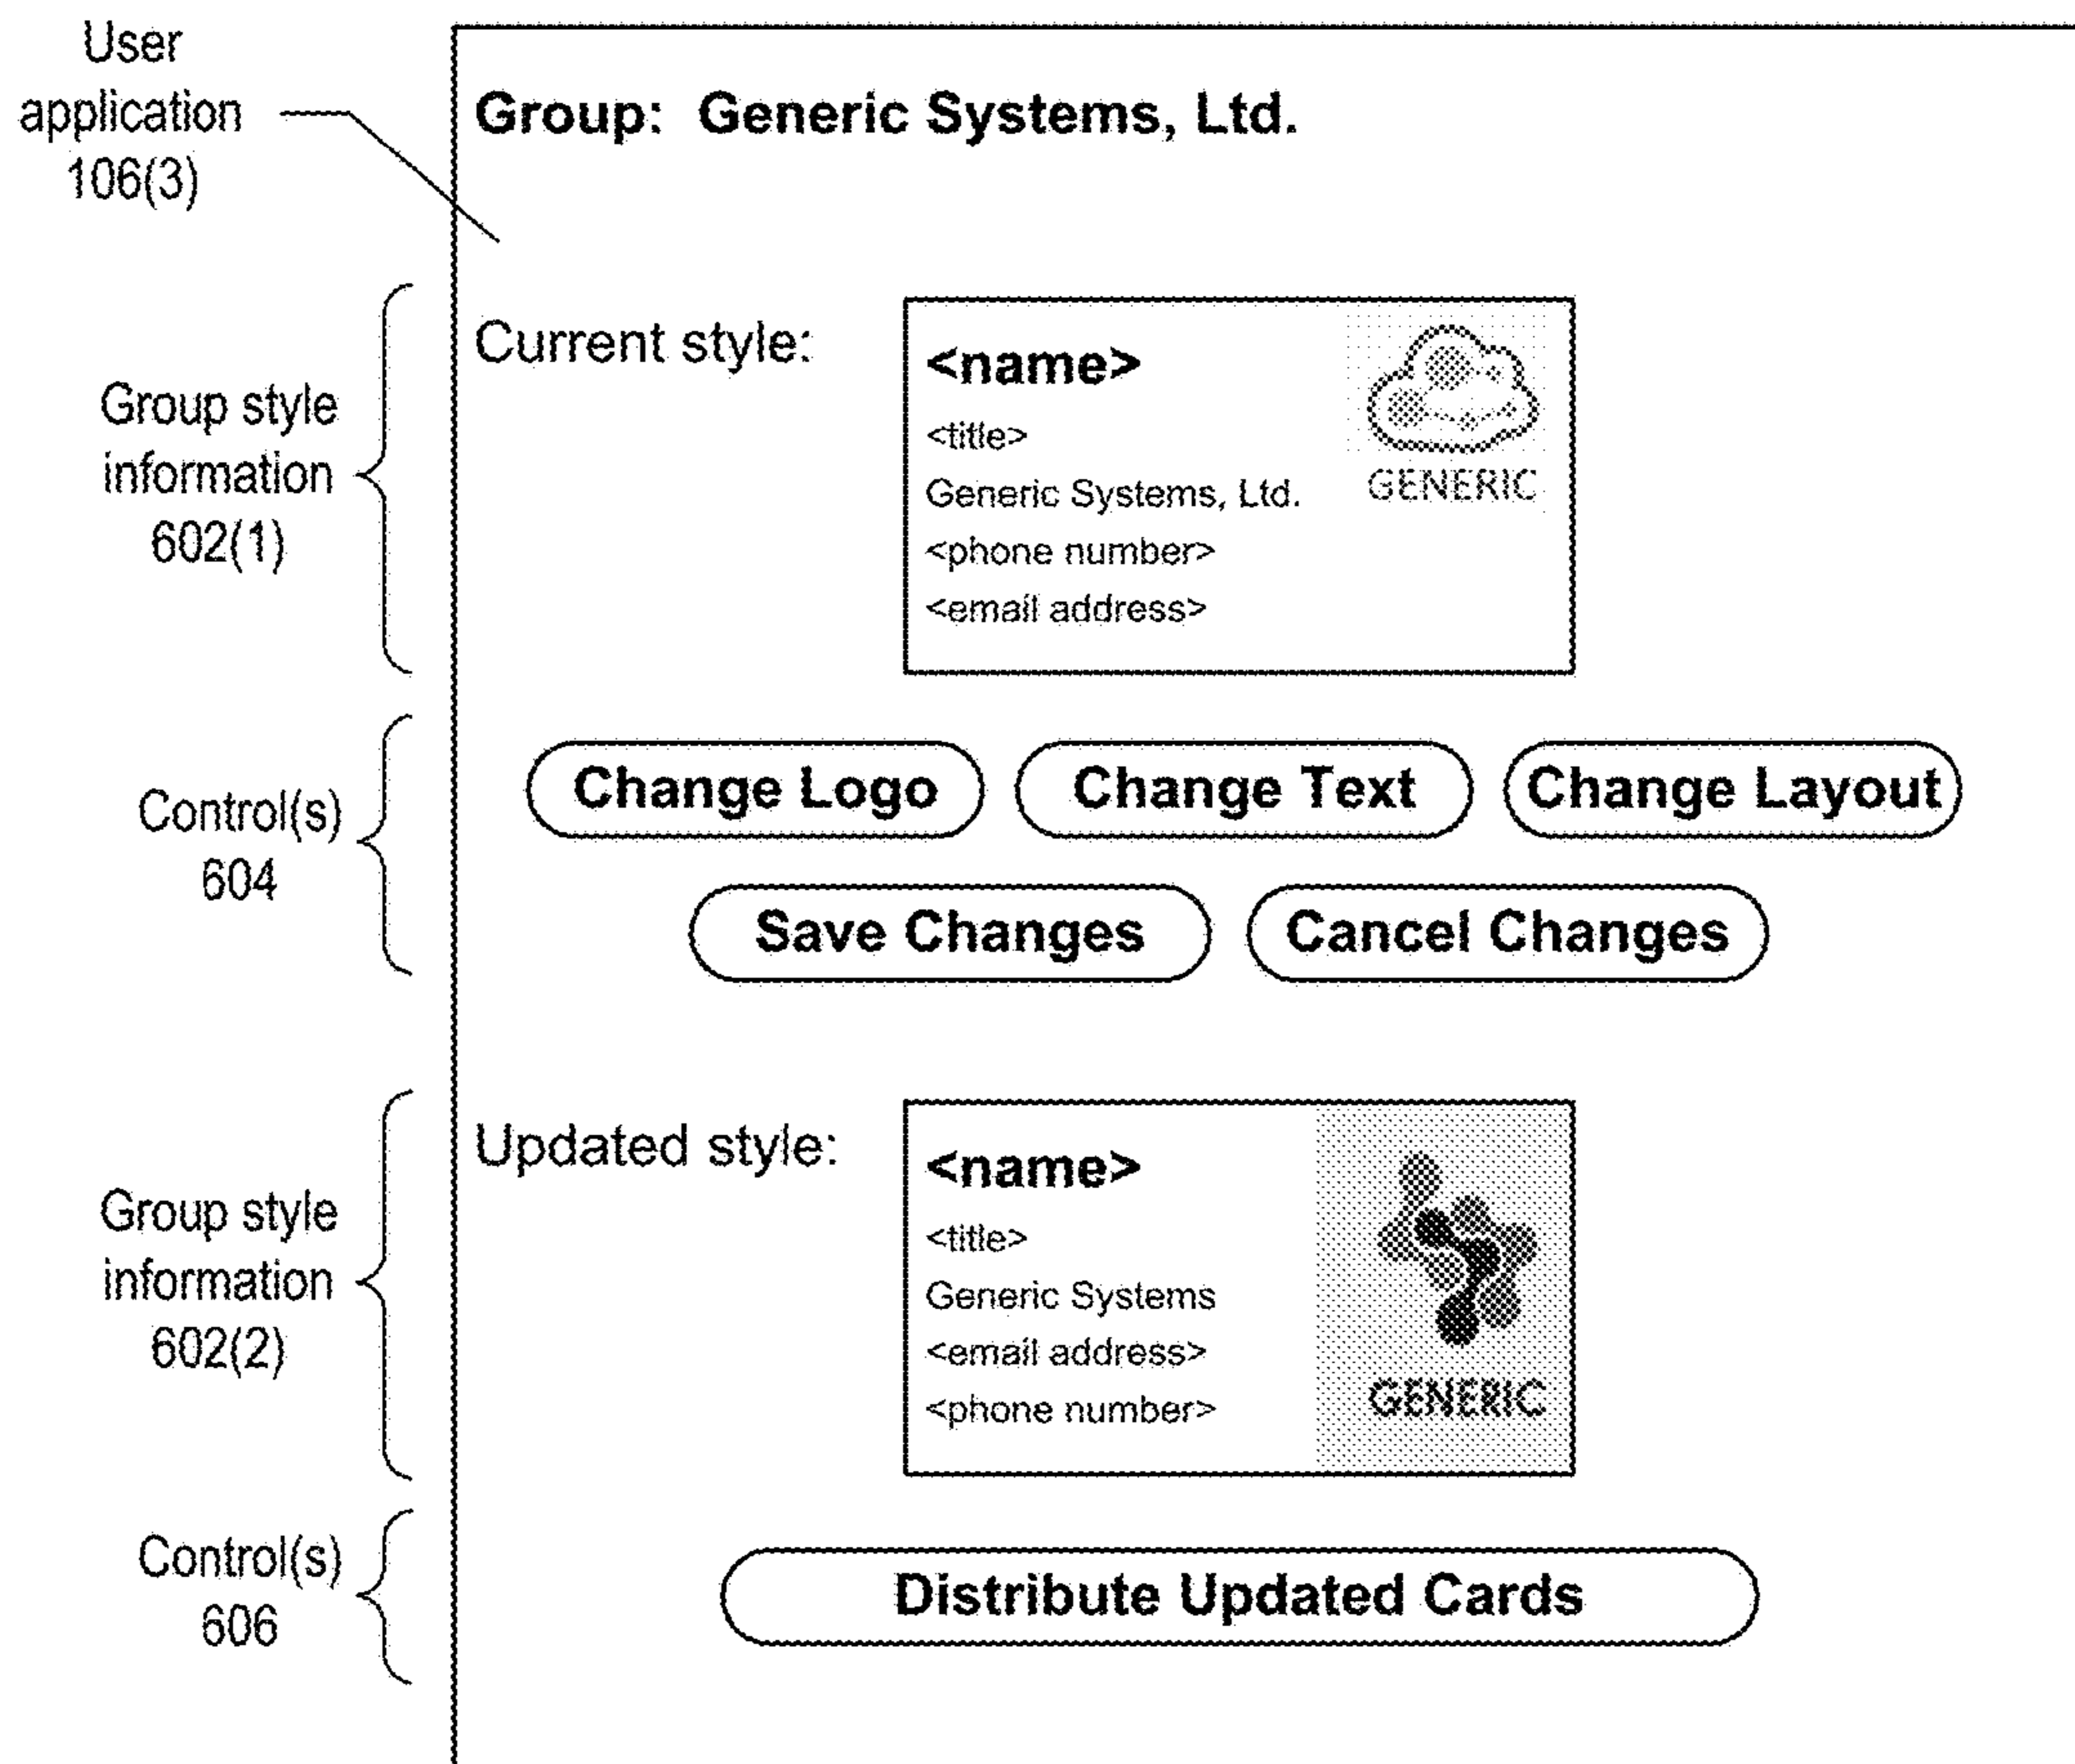 User
application
106(3)
Group: Generic Systems, Ltd.
Group style
information
602(1)
Current style:
<name>
<title>
Generic Systems, Ltd.
<phone number>
<email address>
GENERIC
Control(s)
604
Change Logo
Change Text
Change Layout
Save Changes
Cancel Changes
Group style
information
602(2)
Updated style:
<name>
<title>
Generic Systems
<email address>
<phone number>
GENERIC
Control(s)
606
Distribute Updated Cards